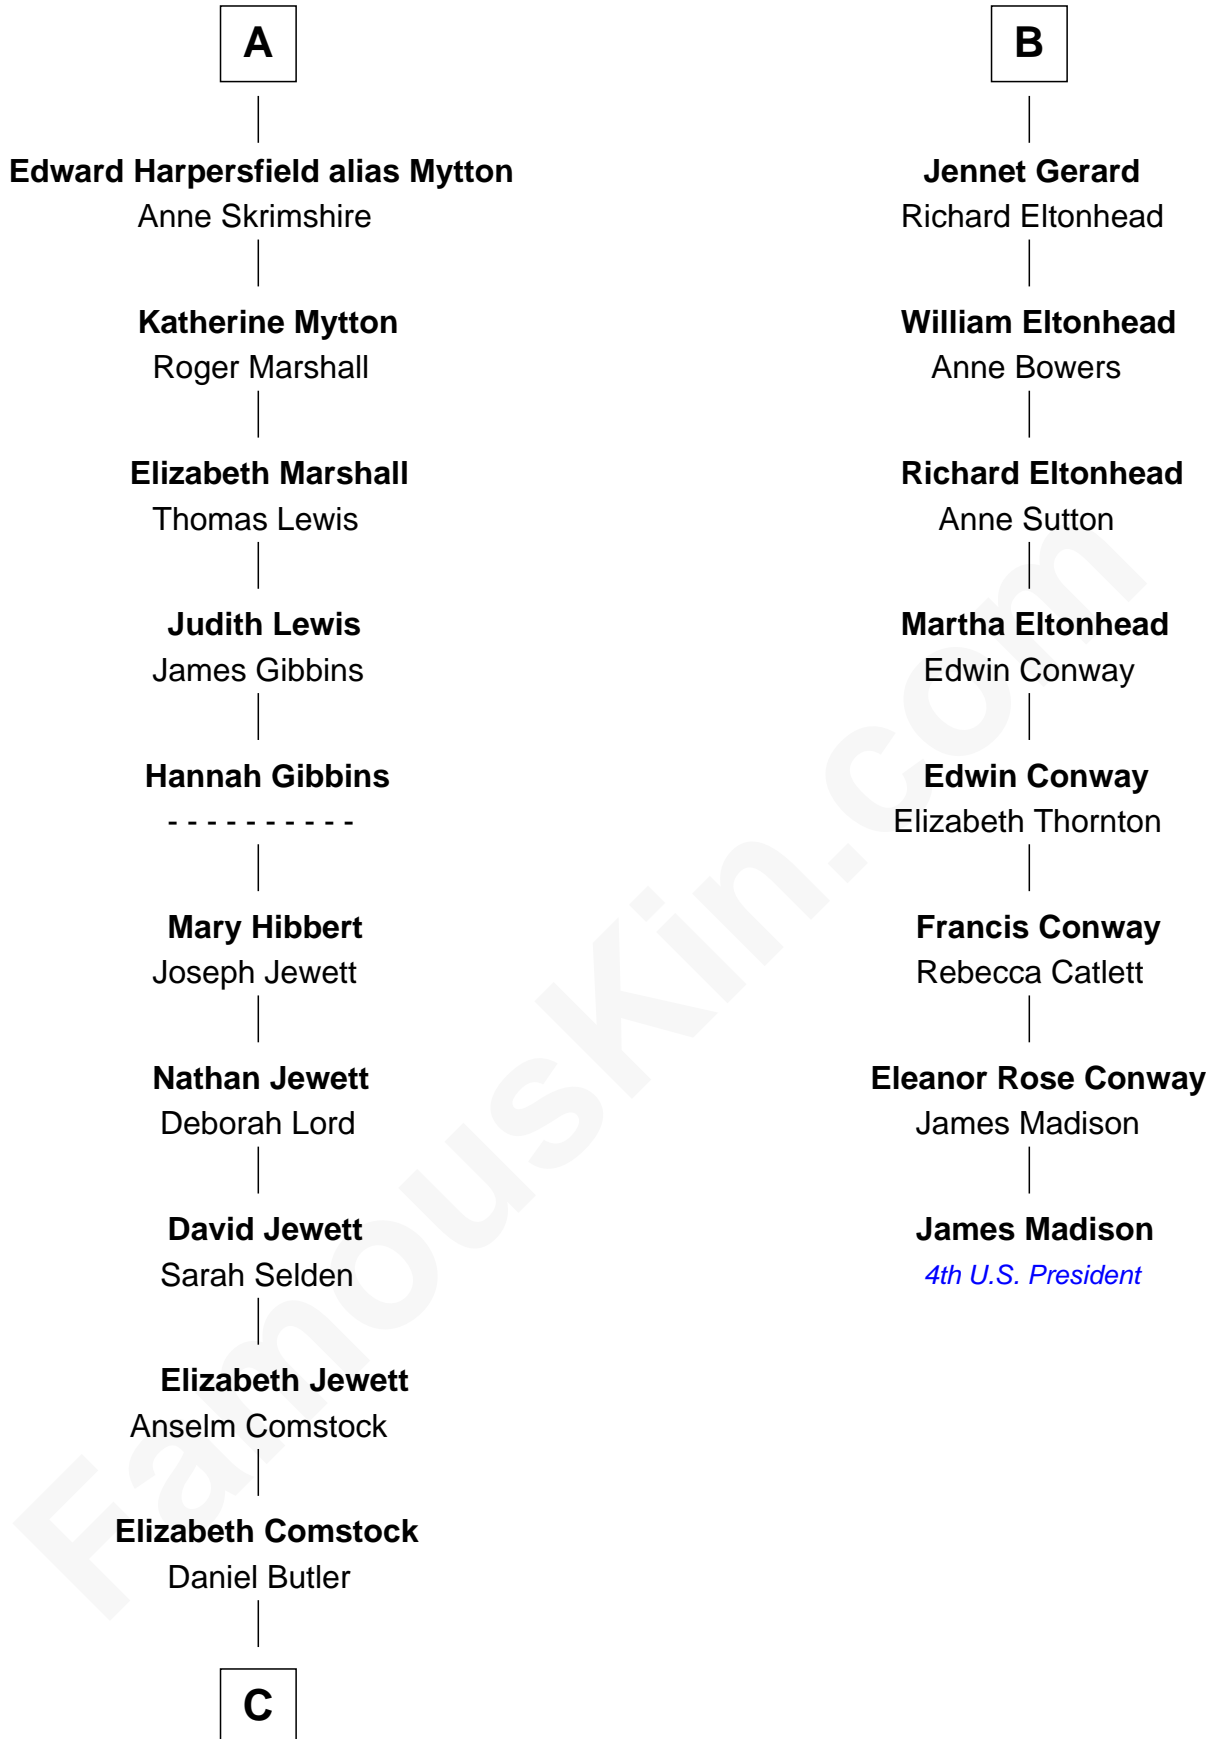 A
Edward Harpersfield alias Mytton
Anne Skrimshire
Katherine Mytton
Roger Marshall
Elizabeth Marshall
Thomas Lewis
Judith Lewis
James Gibbins
Hannah Gibbins
- - - - - - - - - -
Mary Hibbert
Joseph Jewett
Nathan Jewett
Deborah Lord
David Jewett
Sarah Selden
Elizabeth Jewett
Anselm Comstock
Elizabeth Comstock
Daniel Butler
C
B
Jennet Gerard
Richard Eltonhead
William Eltonhead
Anne Bowers
Richard Eltonhead
Anne Sutton
Martha Eltonhead
Edwin Conway
Edwin Conway
Elizabeth Thornton
Francis Conway
Rebecca Catlett
Eleanor Rose Conway
James Madison
James Madison
4th U.S. President
FamousKin.com